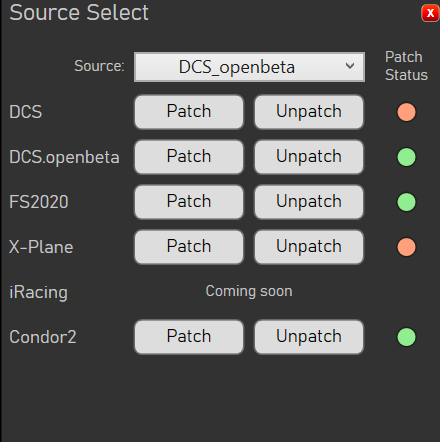 Source Select
X
Source: DCS_openbeta
Patch
Status
DCS Patch Unpatch
DCS.openbeta Patch Unpatch
FS2020 Patch Unpatch
X-Plane Patch Unpatch
iRacing Coming soon
Condor2 Patch Unpatch